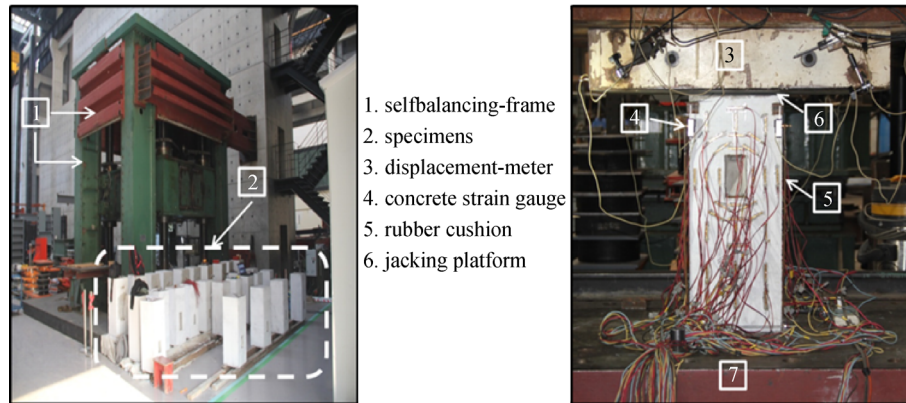 1
2
1. selfbalancing-frame
2. specimens
3. displacement-meter
4. concrete strain gauge
5. rubber cushion
6. jacking platform
3
4
6
5
7